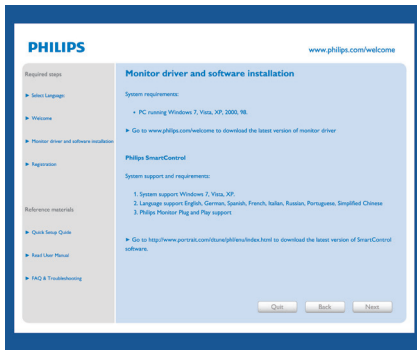 PHILIPS
www.philips.com/welcome
Required steps
► Select Language:
► Welcome
► Monitor driver and software installation
► Registration
Reference materials
► Quick Setup Guide
► Read User Manual
► FAQ & Troubleshooting
Monitor driver and software installation
System requirements:
• PC running Windows 7, Vista, XP, 2000, 98.
► Go to www.philips.com/welcome to download the latest version of monitor driver
Philips SmartControl
System support and requirements:
1. System support Windows 7, Vista, XP.
2. Language support English, German, Spanish, French, Italian, Russian, Portuguese, Simplified Chinese
3. Philips Monitor Plug and Play support
► Go to http://www.portrait.com/dtune/phil/enu/index.html to download the latest version of SmartControl
software.
Quit
Back
Next